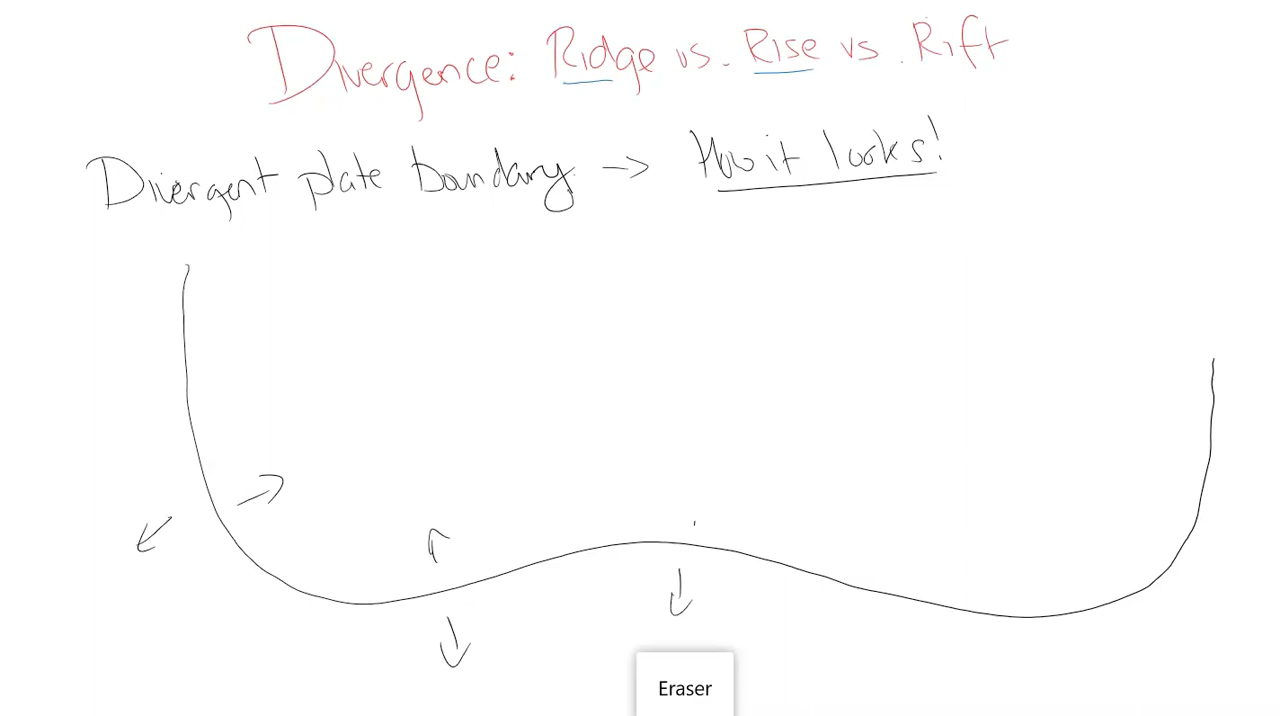 Divergence: Ridge vs. Rise vs. Rift
Divergent plate boundary → How it looks!
Eraser